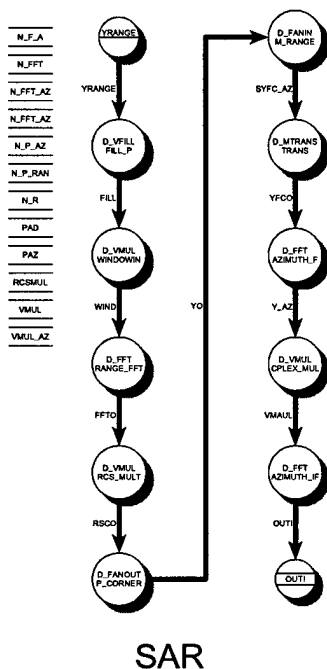 N_F_A
N_FFT
N_FFT_AZ
N_FFT_AZ
N_P_AZ
N_P_RAN
N_R
PAD
PAZ
RCSMUL
VMUL
VMUL_AZ
YRANGE
YRANGE
D_VFILL
FILL_P
FILL
D_VMUL
WINDOWIN
WIND
D_FFT
RANGE_FFT
FFTO
D_VMUL
RCS_MULT
RSCO
D_FANOUT
P_CORNER
YO
D_FANIN
M_RANGE
SYFC_AZ
D_MTRANS
TRANS
YFCO
D_FFT
AZIMUTH_F
Y_AZ
D_VMUL
CPLEX_MUL
VMAUL
D_FFT
AZIMUTH_IF
OUT!
OUT!
SAR